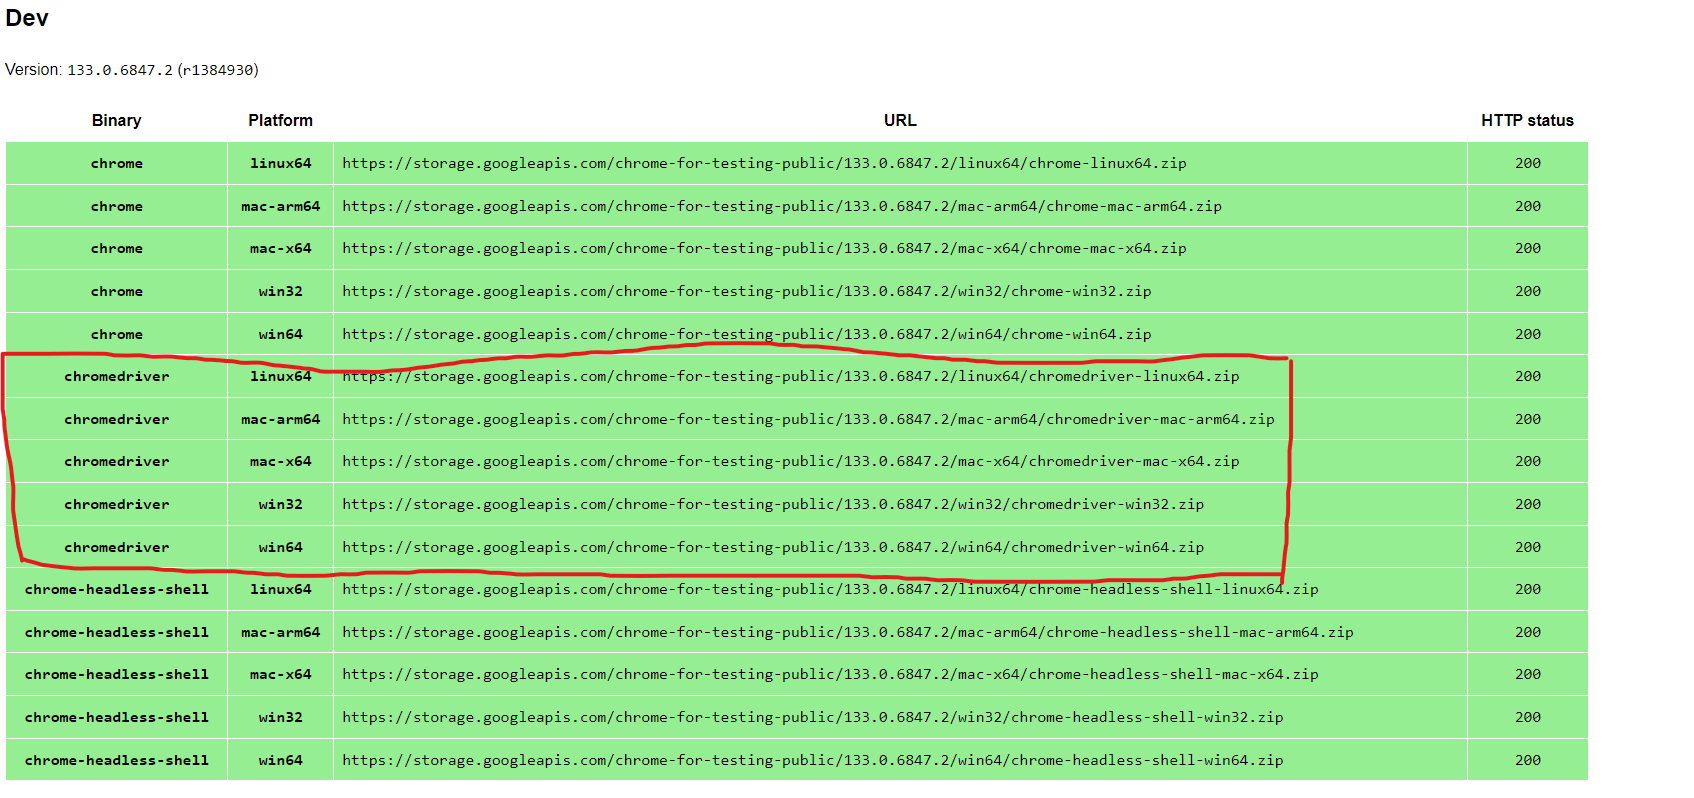 Dev
Version: 133.0.6847.2 (r1384930)
Binary Platform URL HTTP status
chrome linux64 https://storage.googleapis.com/chrome-for-testing-public/133.0.6847.2/linux64/chrome-linux64.zip 200
chrome mac-arm64 https://storage.googleapis.com/chrome-for-testing-public/133.0.6847.2/mac-arm64/chrome-mac-arm64.zip 200
chrome mac-x64 https://storage.googleapis.com/chrome-for-testing-public/133.0.6847.2/mac-x64/chrome-mac-x64.zip 200
chrome win32 https://storage.googleapis.com/chrome-for-testing-public/133.0.6847.2/win32/chrome-win32.zip 200
chrome win64 https://storage.googleapis.com/chrome-for-testing-public/133.0.6847.2/win64/chrome-win64.zip 200
chromedriver linux64 https://storage.googleapis.com/chrome-for-testing-public/133.0.6847.2/linux64/chromedriver-linux64.zip 200
chromedriver mac-arm64 https://storage.googleapis.com/chrome-for-testing-public/133.0.6847.2/mac-arm64/chromedriver-mac-arm64.zip 200
chromedriver mac-x64 https://storage.googleapis.com/chrome-for-testing-public/133.0.6847.2/mac-x64/chromedriver-mac-x64.zip 200
chromedriver win32 https://storage.googleapis.com/chrome-for-testing-public/133.0.6847.2/win32/chromedriver-win32.zip 200
chromedriver win64 https://storage.googleapis.com/chrome-for-testing-public/133.0.6847.2/win64/chromedriver-win64.zip 200
chrome-headless-shell linux64 https://storage.googleapis.com/chrome-for-testing-public/133.0.6847.2/linux64/chrome-headless-shell-linux64.zip 200
chrome-headless-shell mac-arm64 https://storage.googleapis.com/chrome-for-testing-public/133.0.6847.2/mac-arm64/chrome-headless-shell-mac-arm64.zip 200
chrome-headless-shell mac-x64 https://storage.googleapis.com/chrome-for-testing-public/133.0.6847.2/mac-x64/chrome-headless-shell-mac-x64.zip 200
chrome-headless-shell win32 https://storage.googleapis.com/chrome-for-testing-public/133.0.6847.2/win32/chrome-headless-shell-win32.zip 200
chrome-headless-shell win64 https://storage.googleapis.com/chrome-for-testing-public/133.0.6847.2/win64/chrome-headless-shell-win64.zip 200